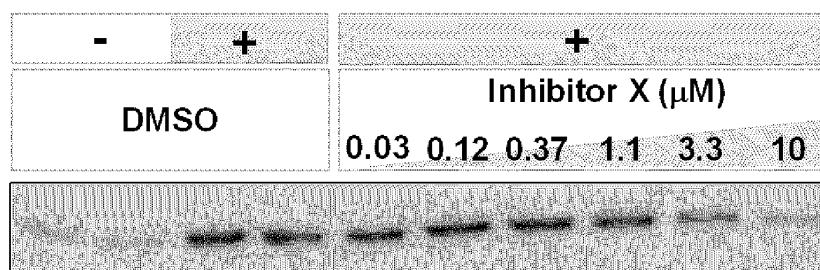 - + +
Inhibitor X (μM)
DMSO
0.03 0.12 0.37 1.1 3.3 10